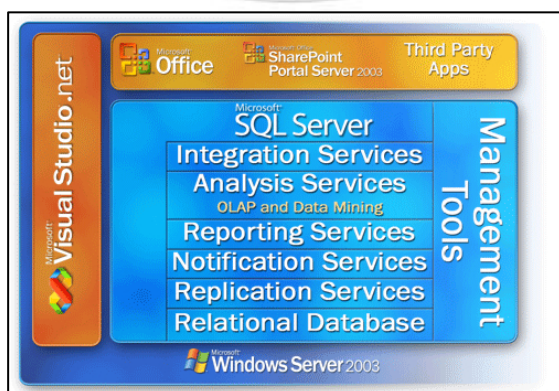 Microsoft
Visual Studio.net
Microsoft
Office
Microsoft Office
SharePoint
Portal Server 2003
Third Party
Apps
Microsoft
SQL Server
Integration Services
Analysis Services
OLAP and Data Mining
Reporting Services
Notification Services
Replication Services
Relational Database
Management
Tools
Microsoft
Windows Server 2003